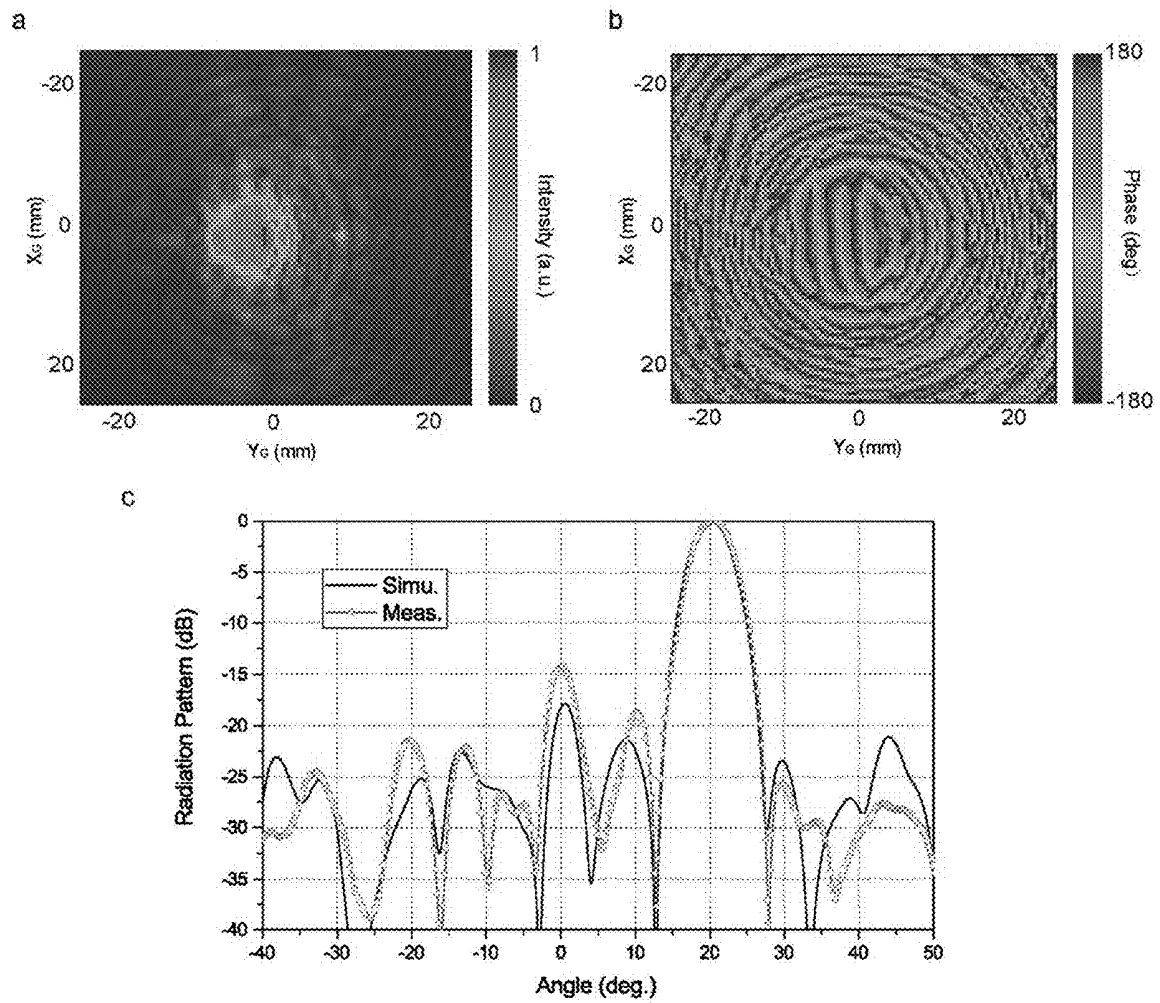 a
-20
0
20
X_G (mm)
-20 0 20
Y_G (mm)
1
0
Intensity (a.u.)
b
-20
0
20
X_G (mm)
-20 0 20
Y_G (mm)
180
-180
Phase (deg)
c
0
-5
-10
-15
-20
-25
-30
-35
-40
Radiation Pattern (dB)
Simu.
Meas.
-40 -30 -20 -10 0 10 20 30 40 50
Angle (deg.)